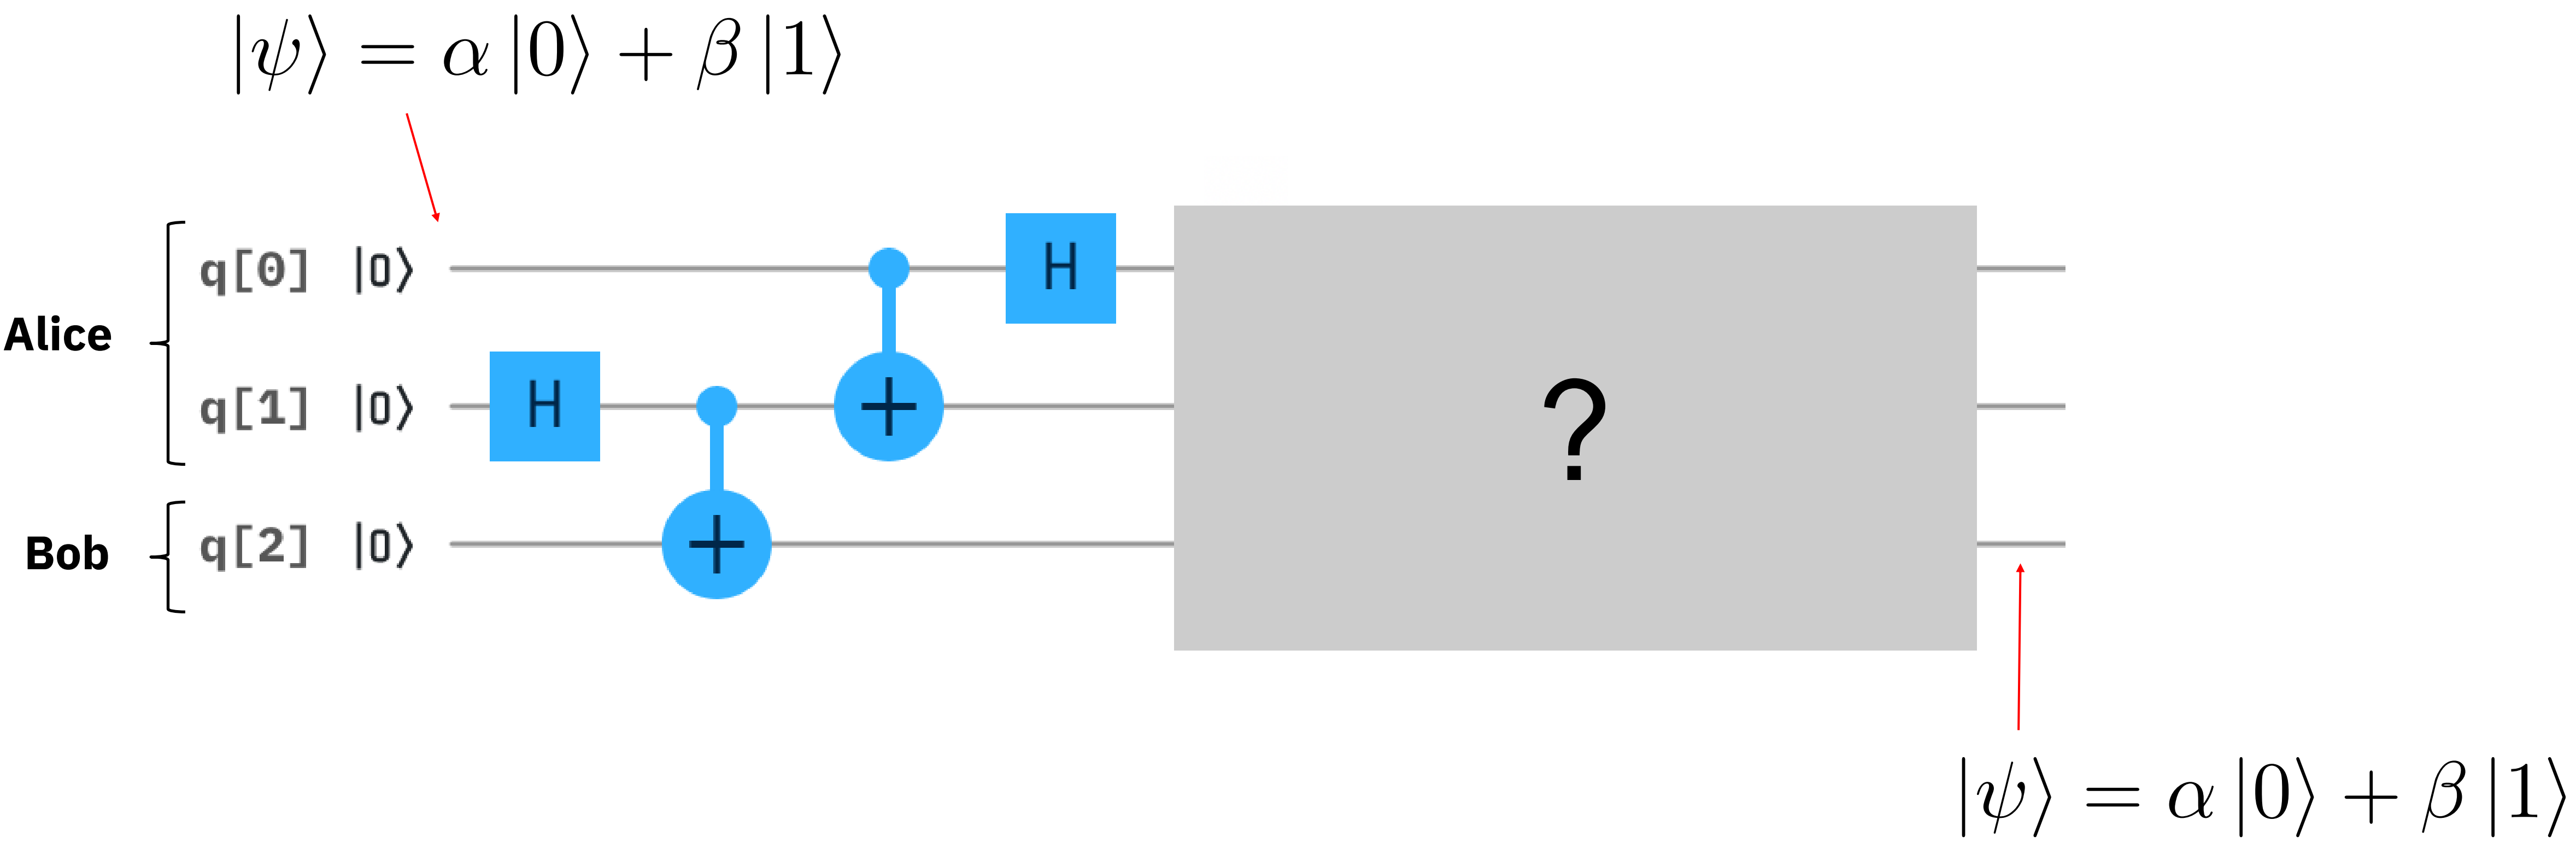 |ψ⟩ = α|0⟩ + β|1⟩
q[0] |0⟩ H
Alice
q[1] |0⟩ H + ?
Bob q[2] |0⟩ +
|ψ⟩ = α|0⟩ + β|1⟩